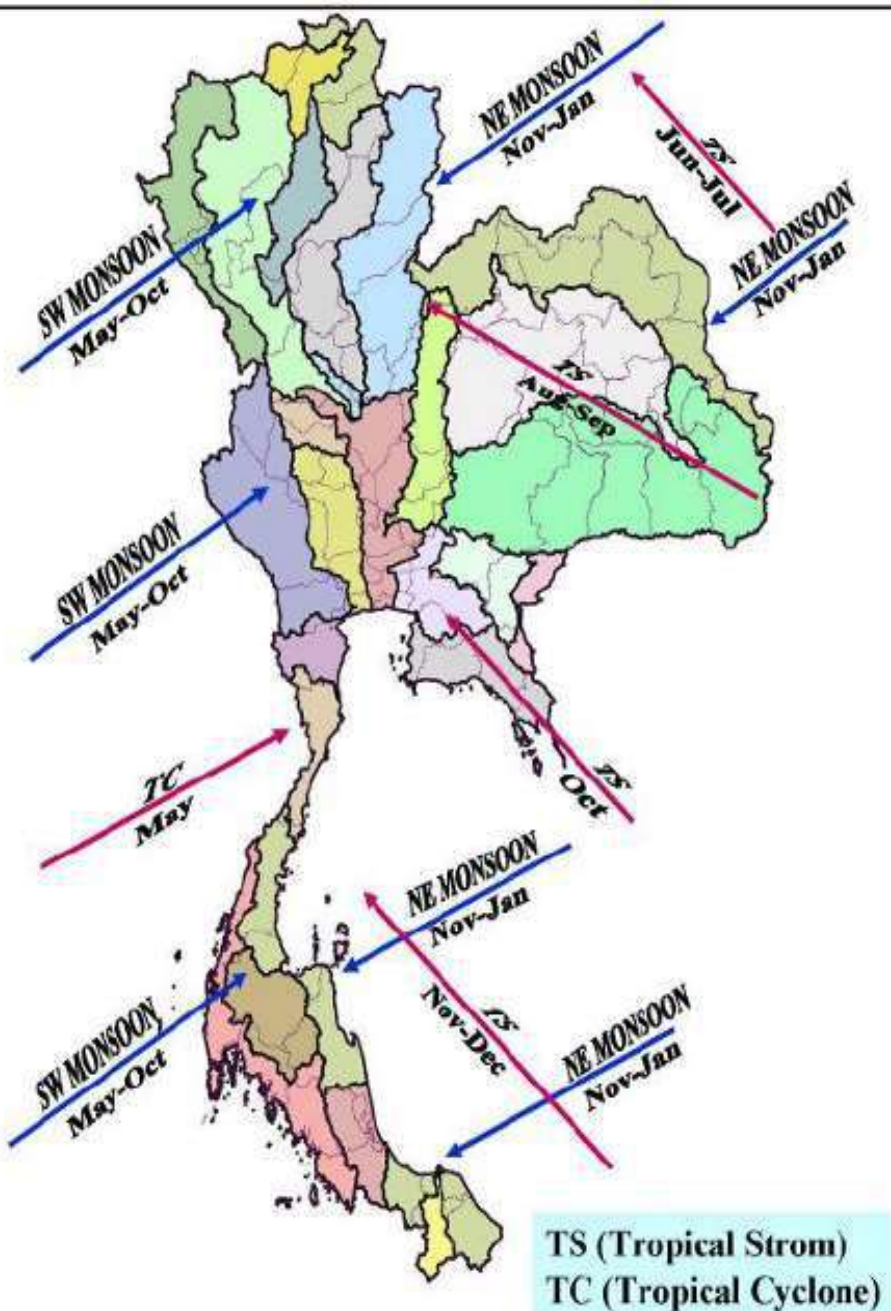 NE MONSOON
Nov-Jan
TS
Jun-Jul
NE MONSOON
Nov-Jan
SW MONSOON
May-Oct
TS
Aug-Sep
SW MONSOON
May-Oct
TC
May
TS
Oct
NE MONSOON
Nov-Jan
TS
Nov-Dec
SW MONSOON
May-Oct
NE MONSOON
Nov-Jan
TS (Tropical Strom)
TC (Tropical Cyclone)